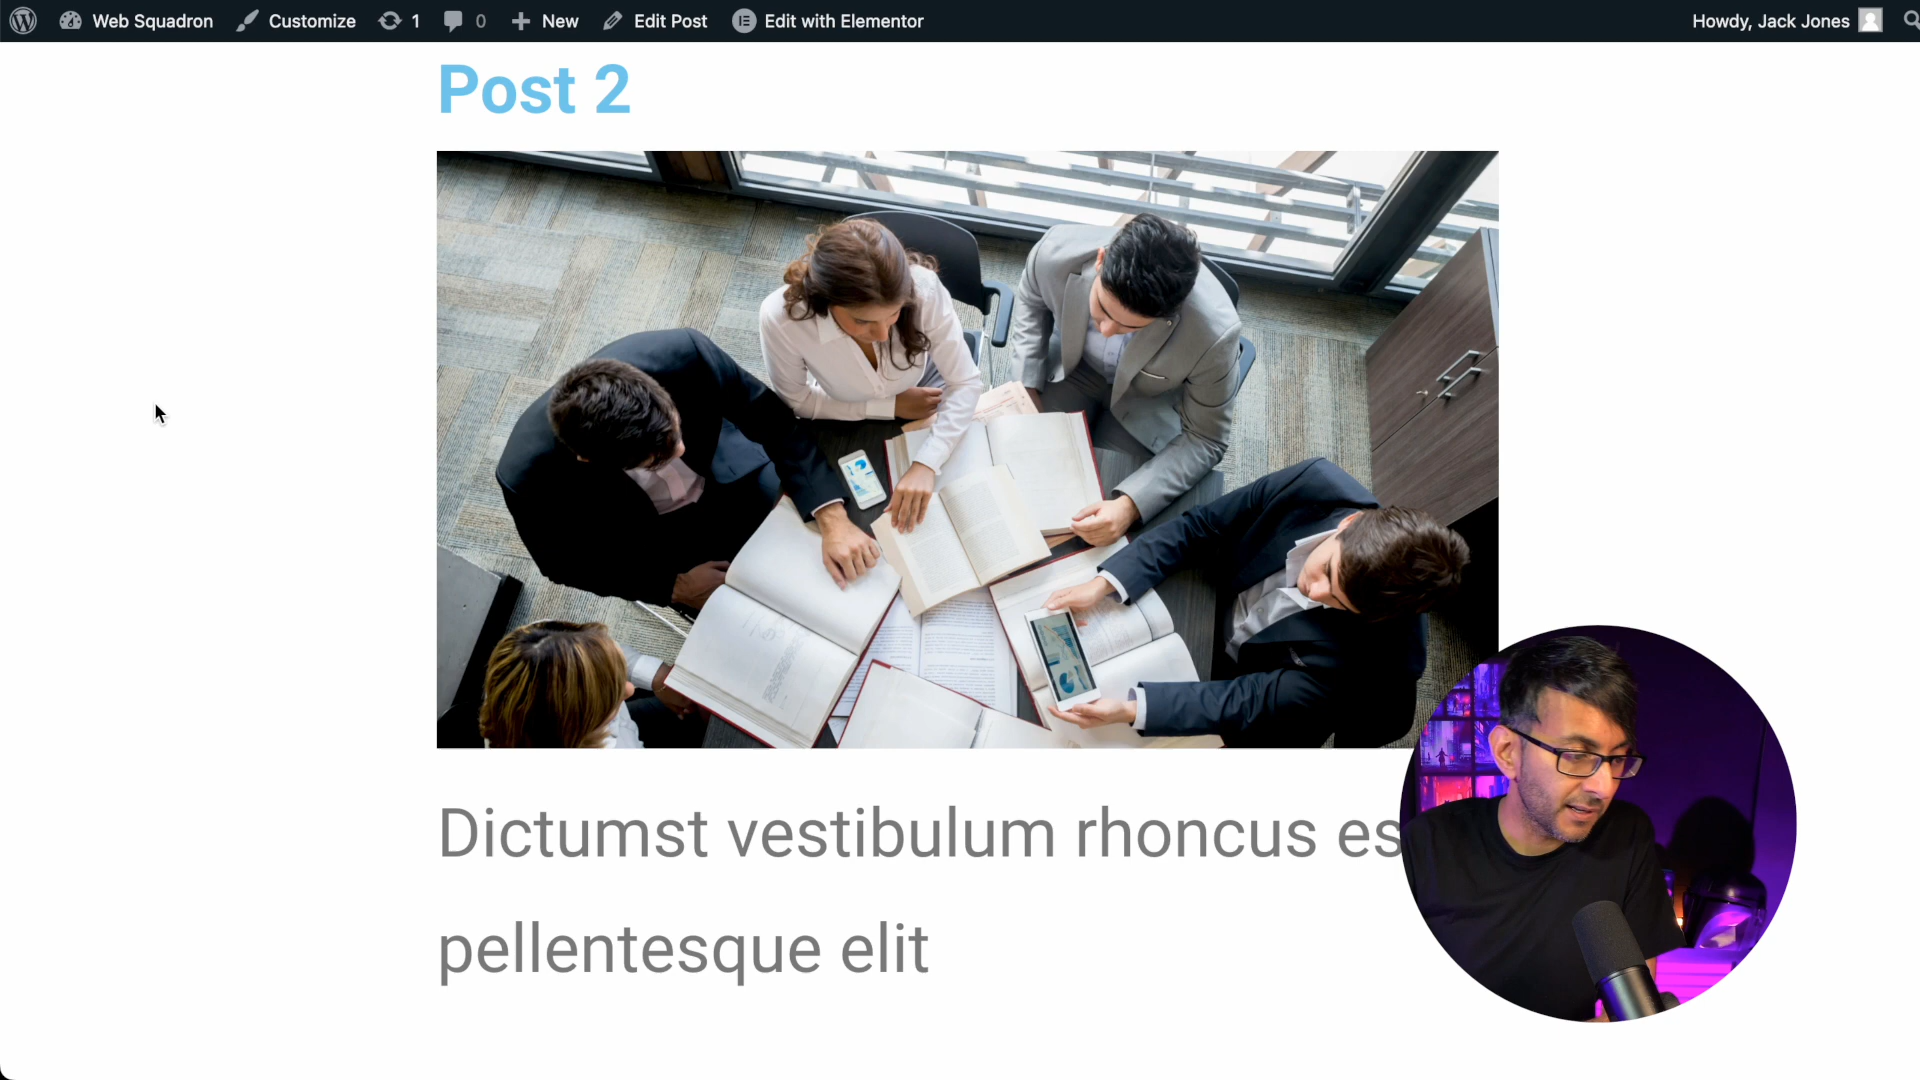 Web Squadron Customize 1 0 New Edit Post Edit with Elementor Howdy, Jack Jones
Post 2
Dictumst vestibulum rhoncus es
pellentesque elit